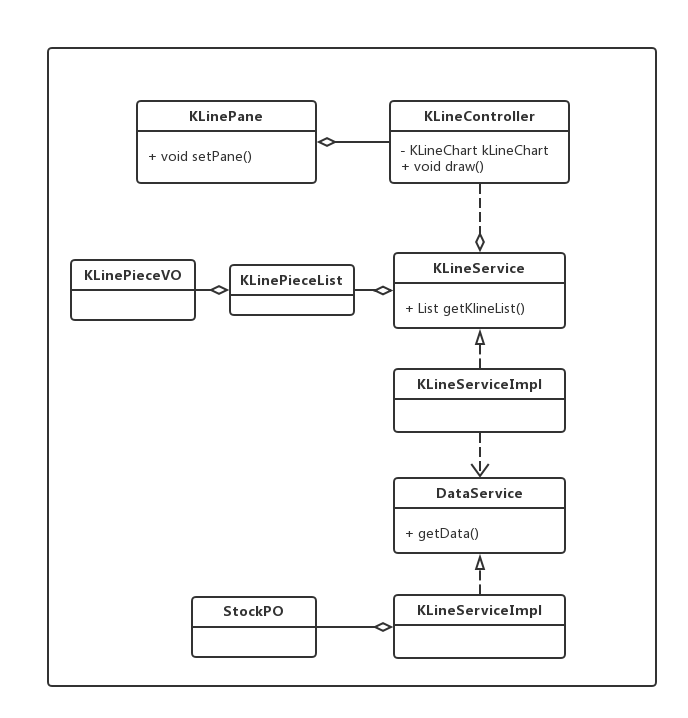 KLinePane
+ void setPane()
KLineController
- KLineChart kLineChart
+ void draw()
KLinePieceVO
KLinePieceList
KLineService
+ List getKlineList()
KLineServiceImpl
DataService
+ getData()
StockPO
KLineServiceImpl